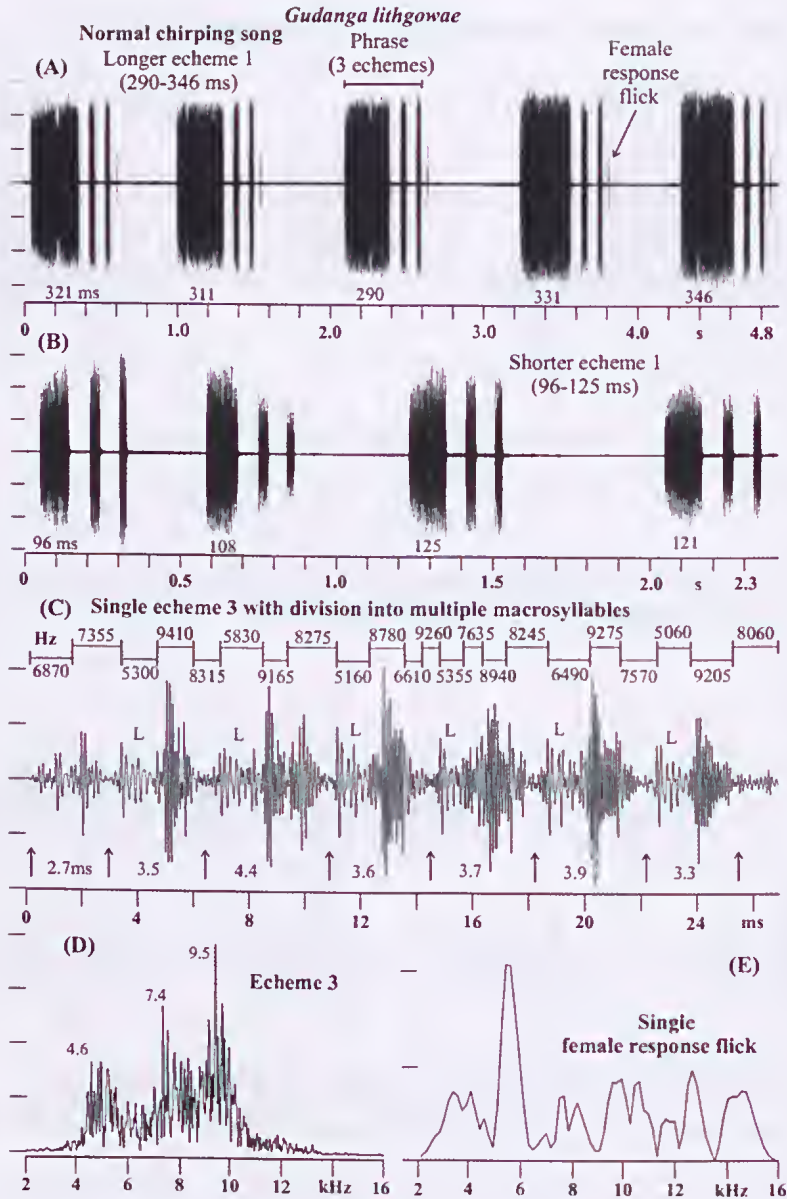 Gudanga lithgowae
Normal chirping song
(A)
Longer echeme 1
(290-346 ms)
Phrase
(3 echemes)
Female
response
flick
321 ms 311 290 331 346
0 1.0 2.0 3.0 4.0 s 4.8
(B)
Shorter echeme 1
(96-125 ms)
96 ms 108 125 121
0 0.5 1.0 1.5 2.0 s 2.3
(C) Single echeme 3 with division into multiple macrosyllables
Hz 7355 9410 5830 8275 8780 9260 7635 8245 9275 5060 8060
6870 5300 8315 9165 5160 6610 5355 8940 6490 7570 9205
L L L L L L
2.7ms 3.5 4.4 3.6 3.7 3.9 3.3
0 4 8 12 16 20 24 ms
(D)
9.5
7.4
4.6
Echeme 3
2 4 6 8 10 kHz 16
(E)
Single
female response flick
2 4 6 8 10 kHz 14 16